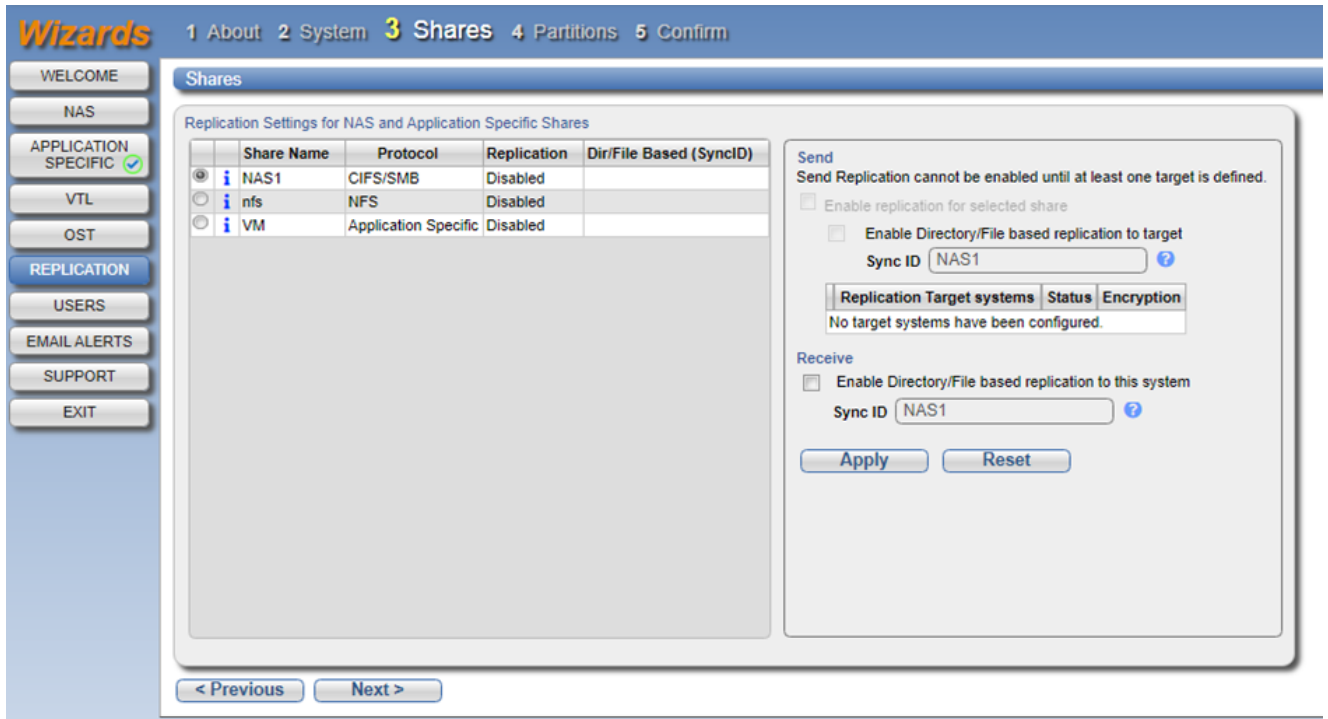 Wizards
1 About 2 System 3 Shares 4 Partitions 5 Confirm
WELCOME
NAS
APPLICATION
SPECIFIC
VTL
OST
REPLICATION
USERS
EMAIL ALERTS
SUPPORT
EXIT
Shares
Replication Settings for NAS and Application Specific Shares
Share Name Protocol Replication Dir/File Based (SyncID)
i NAS1 CIFS/SMB Disabled
i nfs NFS Disabled
i VM Application Specific Disabled
Send
Send Replication cannot be enabled until at least one target is defined.
Enable replication for selected share
Enable Directory/File based replication to target
Sync ID NAS1 ?
Replication Target systems Status Encryption
No target systems have been configured.
Receive
Enable Directory/File based replication to this system
Sync ID NAS1 ?
Apply Reset
< Previous Next >